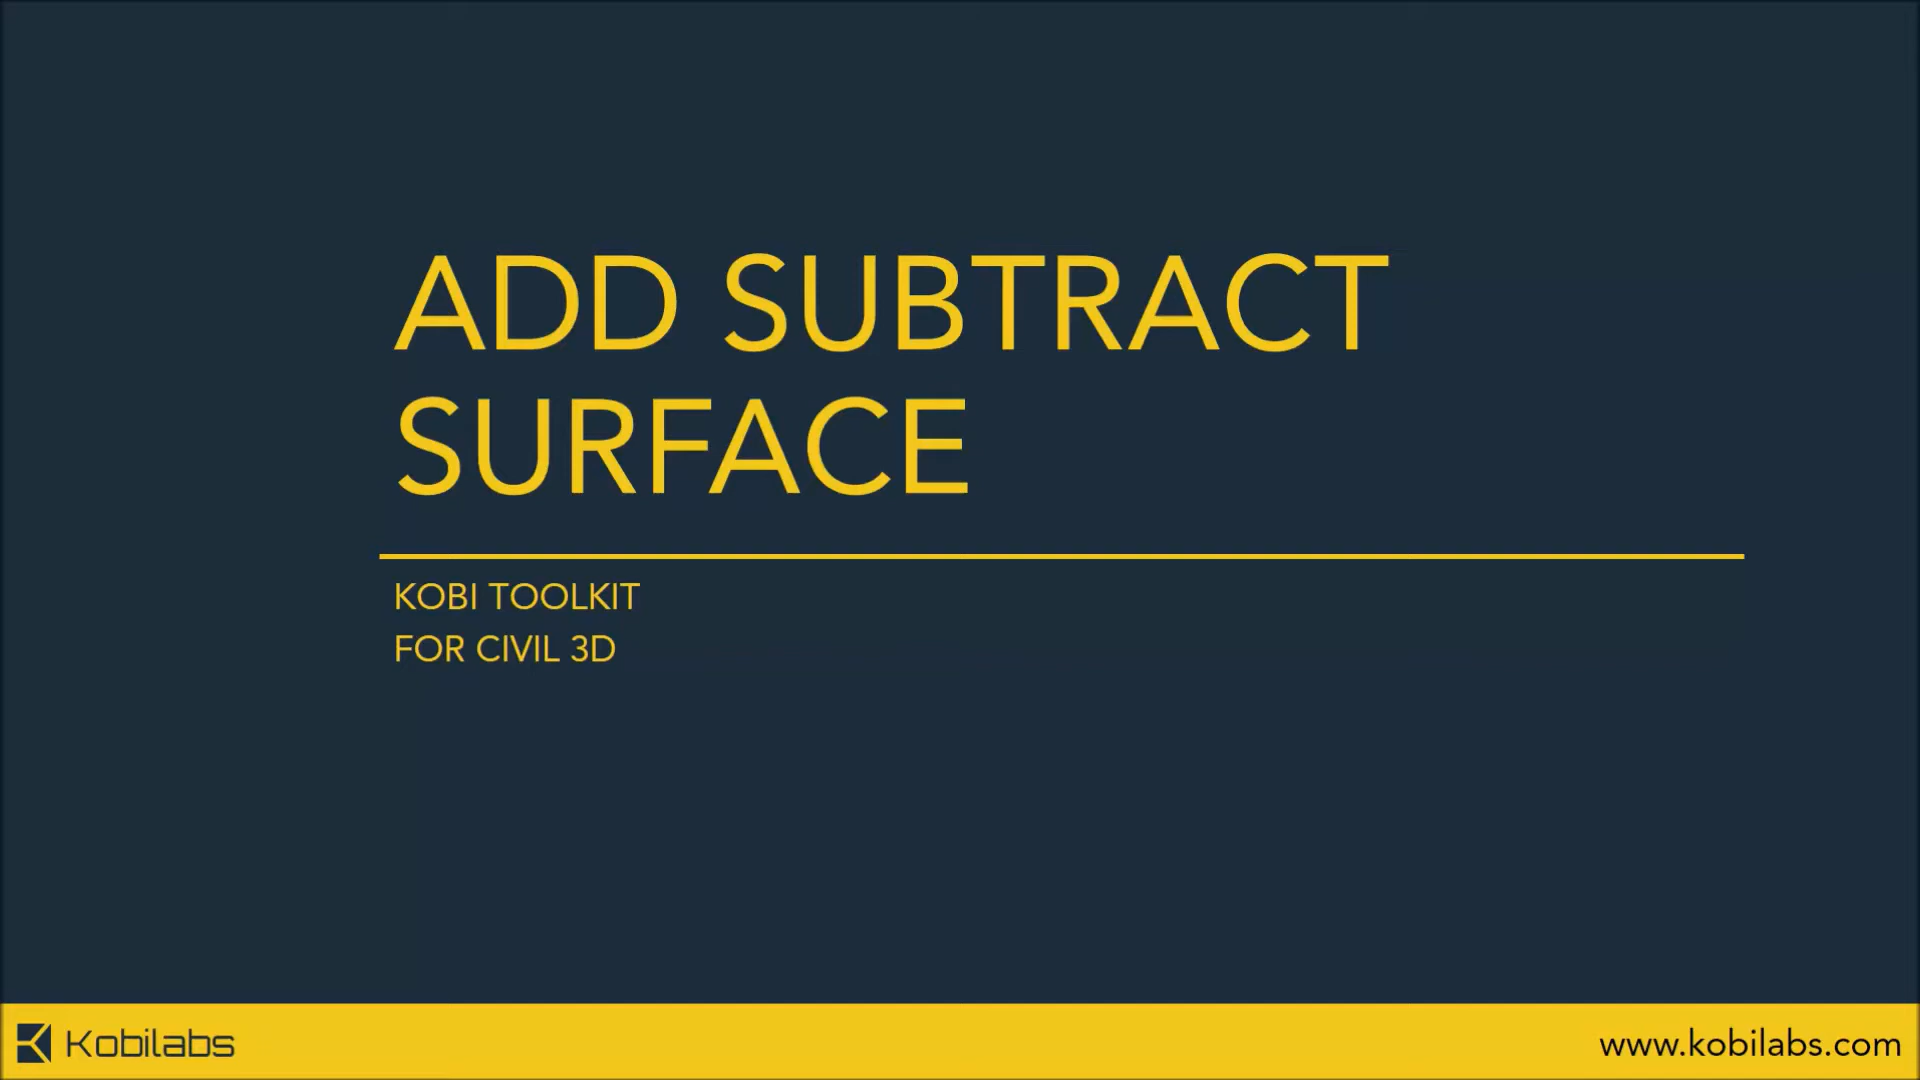 ADD SUBTRACT
SURFACE
KOBI TOOLKIT
FOR CIVIL 3D
Kobilabs
www.kobilabs.com